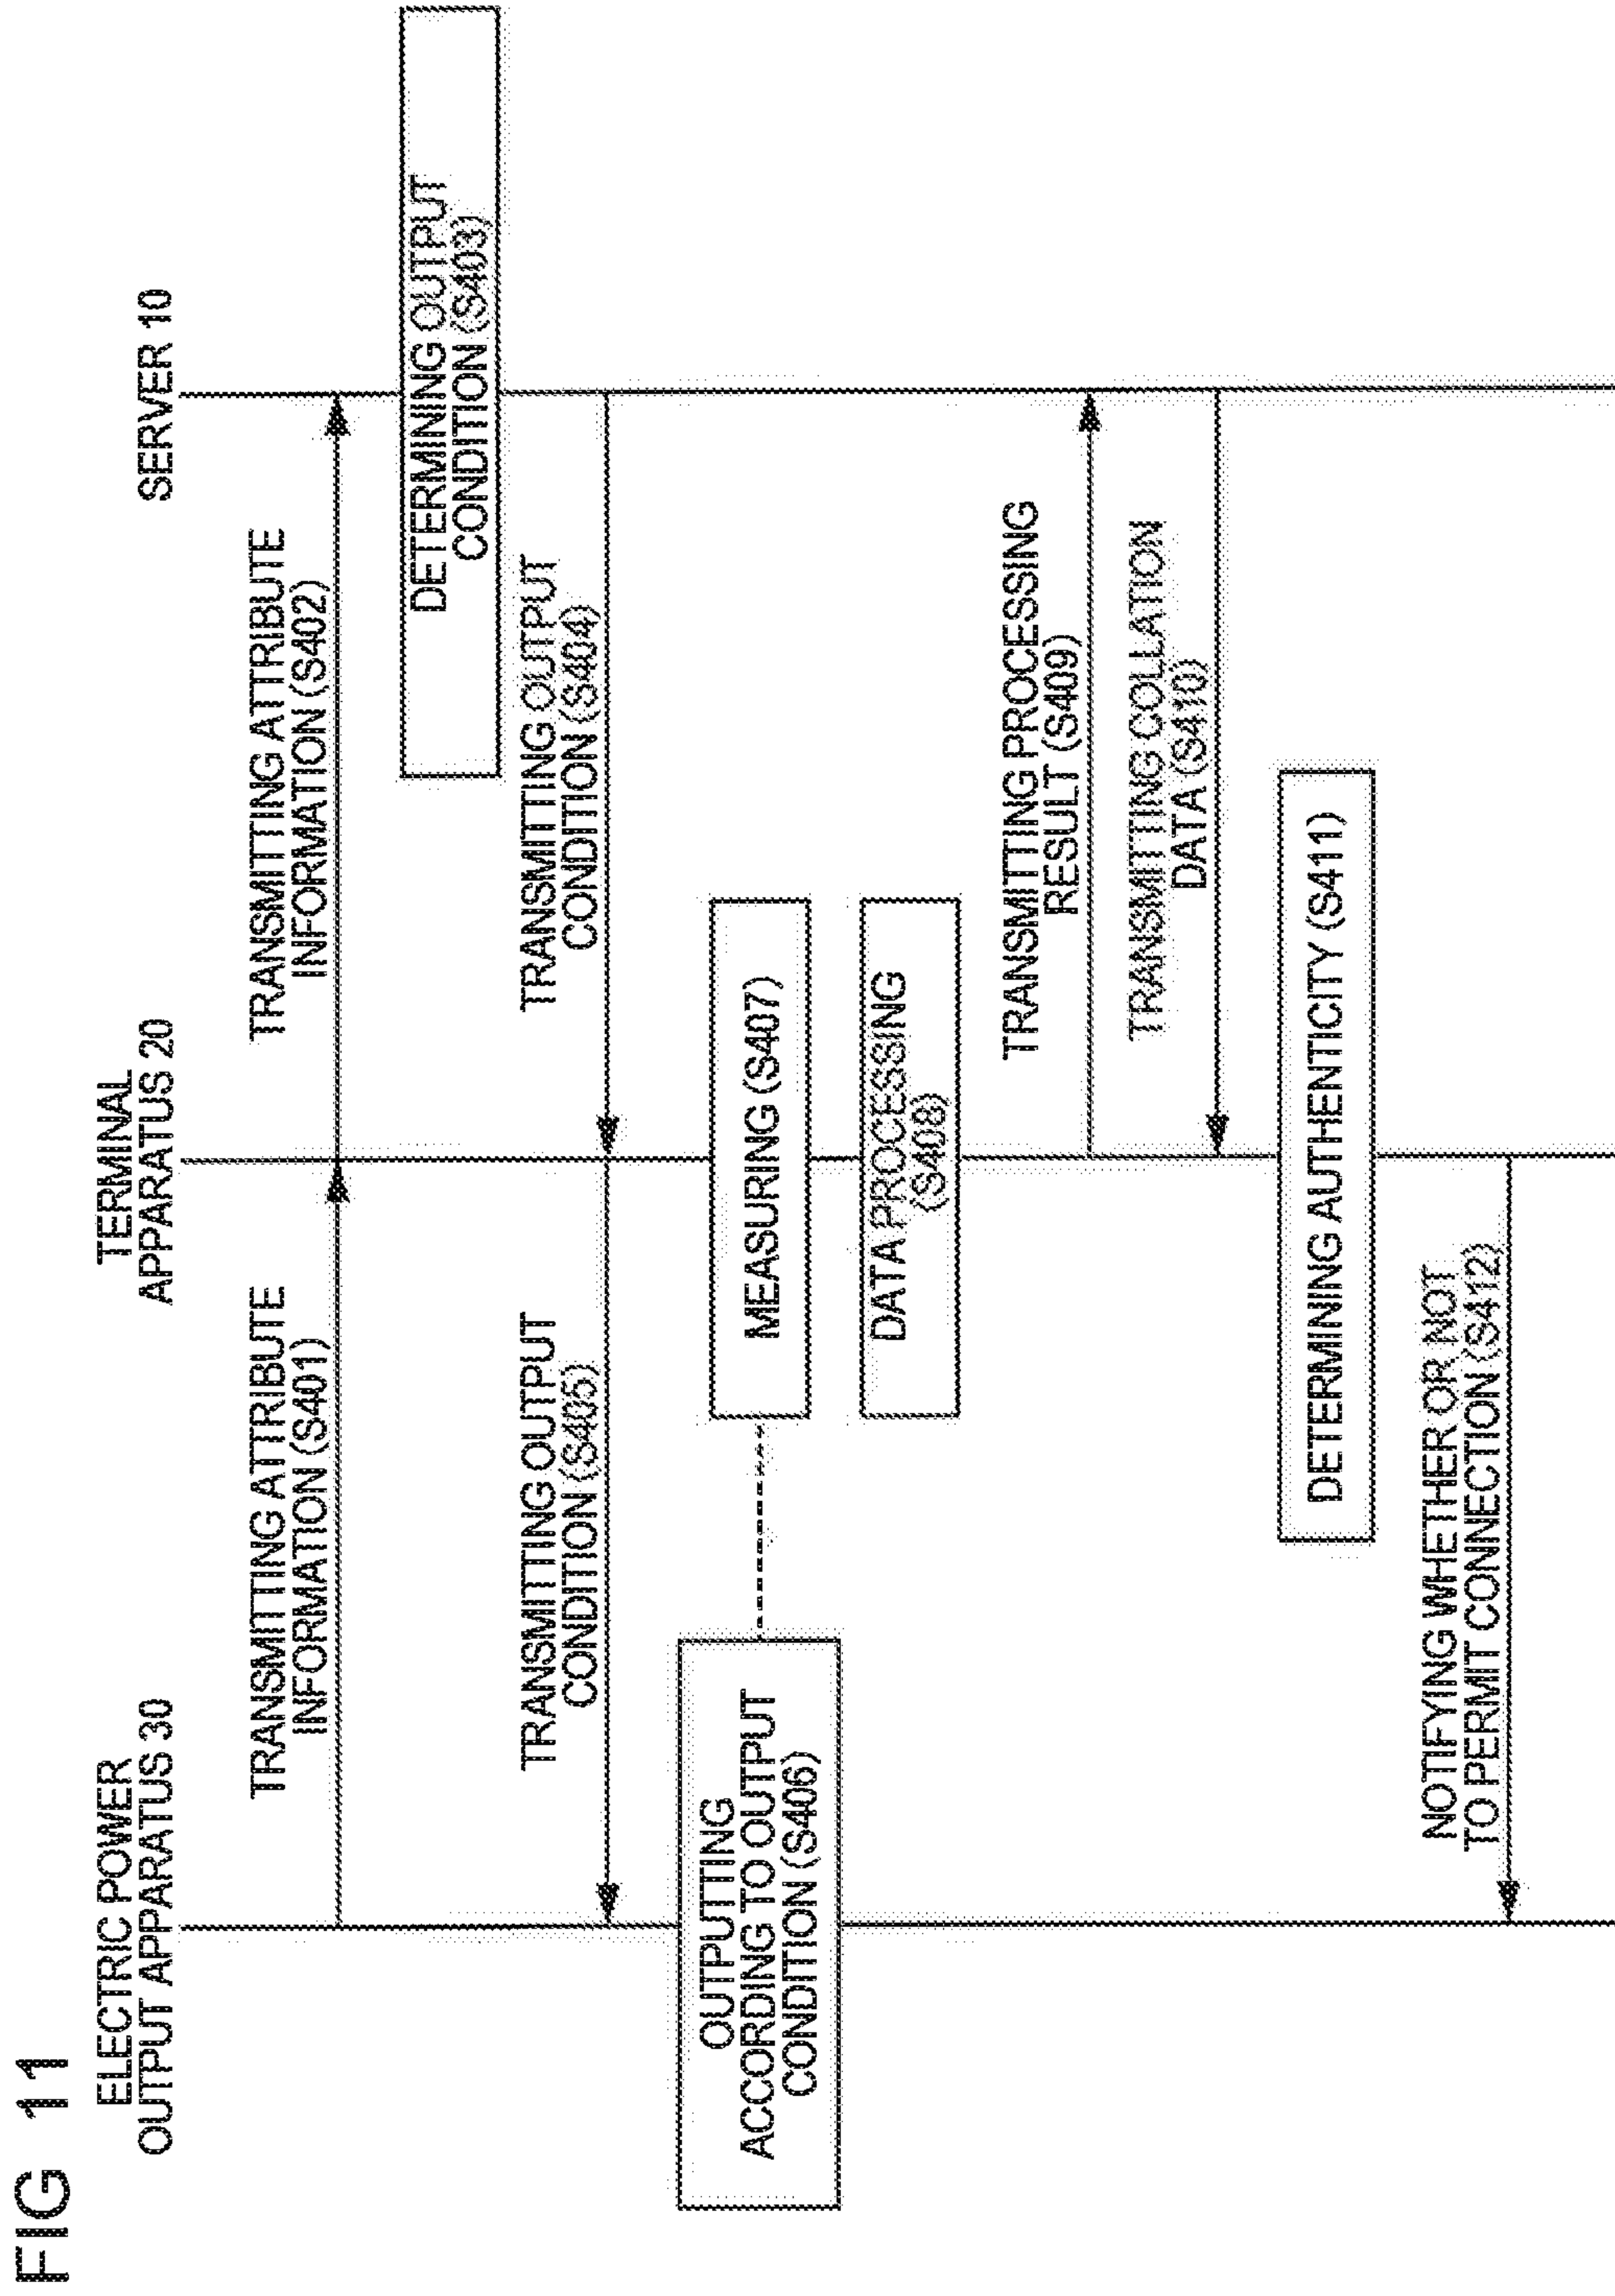 FIG 11
ELECTRIC POWER
OUTPUT APPARATUS 30
TERMINAL
APPARATUS 20
SERVER 10
TRANSMITTING ATTRIBUTE
INFORMATION (S401)
TRANSMITTING ATTRIBUTE
INFORMATION (S402)
DETERMINING OUTPUT
CONDITION (S403)
TRANSMITTING OUTPUT
CONDITION (S404)
TRANSMITTING OUTPUT
CONDITION (S405)
OUTPUTTING
ACCORDING TO OUTPUT
CONDITION (S406)
MEASURING (S407)
DATA PROCESSING
(S408)
TRANSMITTING PROCESSING
RESULT (S409)
TRANSMITTING COLLATION
DATA (S410)
DETERMINING AUTHENTICITY (S411)
NOTIFYING WHETHER OR NOT
TO PERMIT CONNECTION (S412)